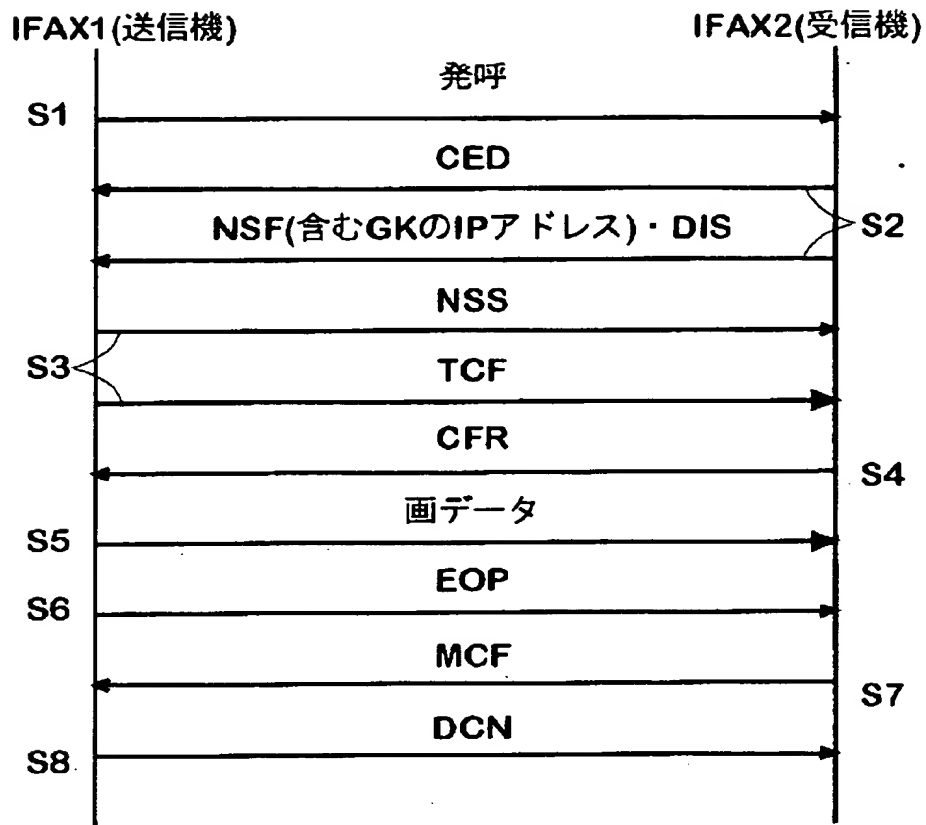 IFAX1(送信機)
IFAX2(受信機)
発呼
S1
CED
NSF(含むGKのIPアドレス)・DIS
S2
NSS
S3
TCF
CFR
S4
画データ
S5
EOP
S6
MCF
S7
DCN
S8